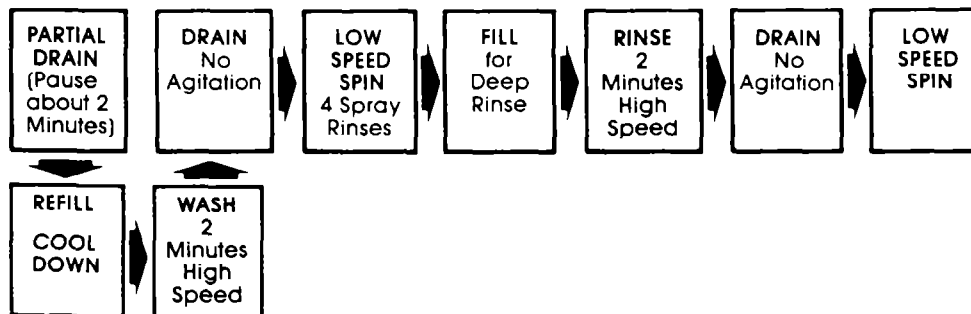 PARTIAL
DRAIN
(Pause
about 2
Minutes)
REFILL
COOL
DOWN
WASH
2
Minutes
High
Speed
DRAIN
No
Agitation
LOW
SPEED
SPIN
4 Spray
Rinses
FILL
for
Deep
Rinse
RINSE
2
Minutes
High
Speed
DRAIN
No
Agitation
LOW
SPEED
SPIN